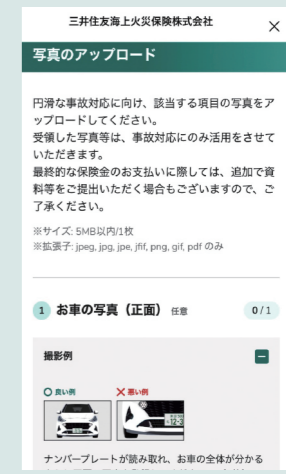 三井住友海上火災保険株式会社
写真のアップロード
円滑な事故対応に向け、該当する項目の写真をア
ップロードしてください。
受領した写真等は、事故対応にのみ活用をさせて
いただきます。
最終的な保険金のお支払いに際しては、追加で資
料等をご提出いただく場合もございますので、ご
了承ください。
※サイズ: 5MB以内/1枚
※拡張子: jpeg, jpg, jpe, jfif, png, gif, pdf のみ
1 お車の写真（正面） 任意 0/1
撮影例
良い例 悪い例
ナンバープレートが読み取れ、お車の全体が分かる